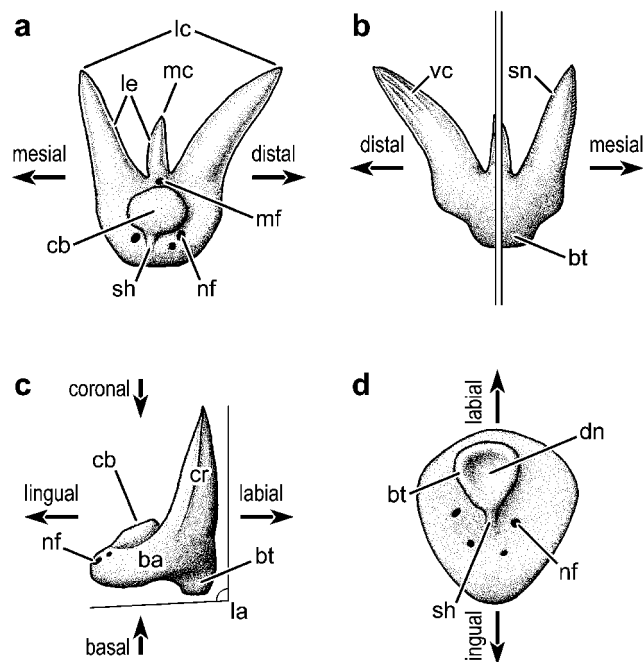 a
lc
le
mc
mesial
distal
cb
mf
sh
nf
b
vc
sn
distal
mesial
bt
c
coronal
cb
cr
lingual
labial
nf
ba
bt
la
basal
d
labial
dn
bt
sh
nf
lingual